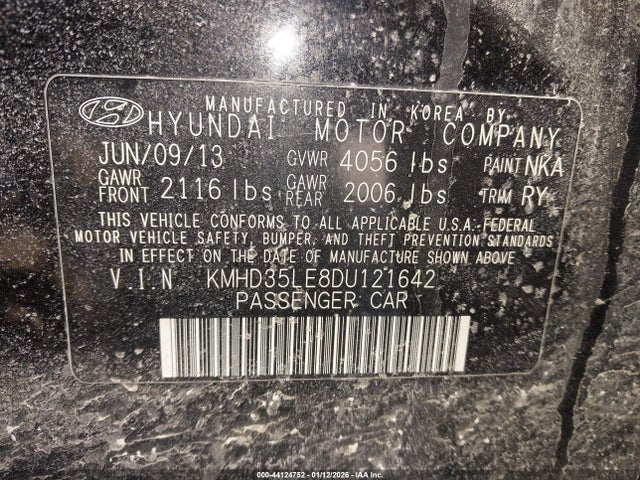 MANUFACTURED IN KOREA BY
HYUNDAI MOTOR COMPANY
JUN/09/13 GVWR 4056 lbs PAINT NKA
GAWR FRONT 2116 lbs GAWR REAR 2006 lbs TRIM RY
THIS VEHICLE CONFORMS TO ALL APPLICABLE U.S.A. FEDERAL
MOTOR VEHICLE SAFETY, BUMPER, AND THEFT PREVENTION STANDARDS
IN EFFECT ON THE DATE OF MANUFACTURE SHOWN ABOVE
V.I.N KMHD35LE8DU121642
PASSENGER CAR
000-44124752 - 01/12/2026 - IAA Inc.